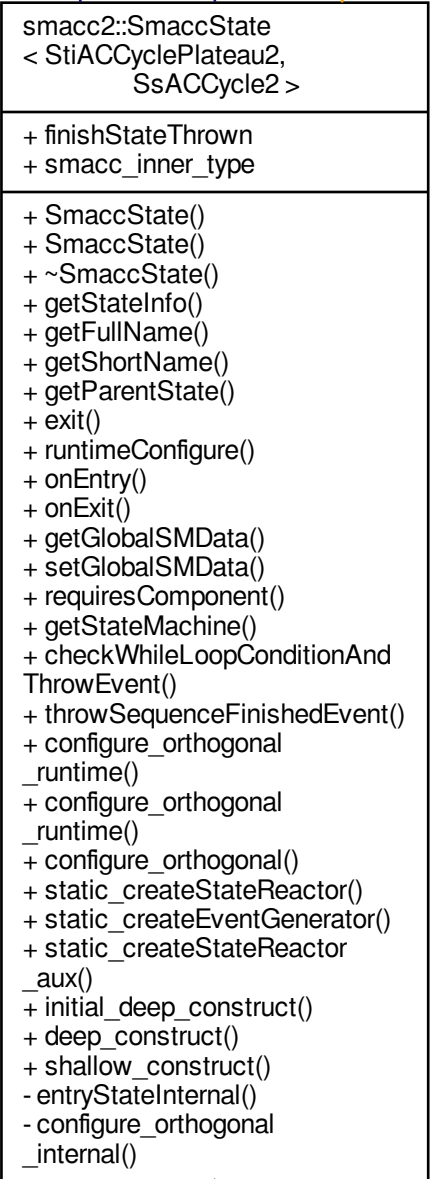 smacc2::SmaccState
< StiACCyclePlateau2,
SsACCycle2 >
+ finishStateThrown
+ smacc_inner_type
+ SmaccState()
+ SmaccState()
+ ~SmaccState()
+ getStateInfo()
+ getFullName()
+ getShortName()
+ getParentState()
+ exit()
+ runtimeConfigure()
+ onEntry()
+ onExit()
+ getGlobalSMData()
+ setGlobalSMData()
+ requiresComponent()
+ getStateMachine()
+ checkWhileLoopConditionAnd
ThrowEvent()
+ throwSequenceFinishedEvent()
+ configure_orthogonal
_runtime()
+ configure_orthogonal
_runtime()
+ configure_orthogonal()
+ static_createStateReactor()
+ static_createEventGenerator()
+ static_createStateReactor
_aux()
+ initial_deep_construct()
+ deep_construct()
+ shallow_construct()
- entryStateInternal()
- configure_orthogonal
_internal()